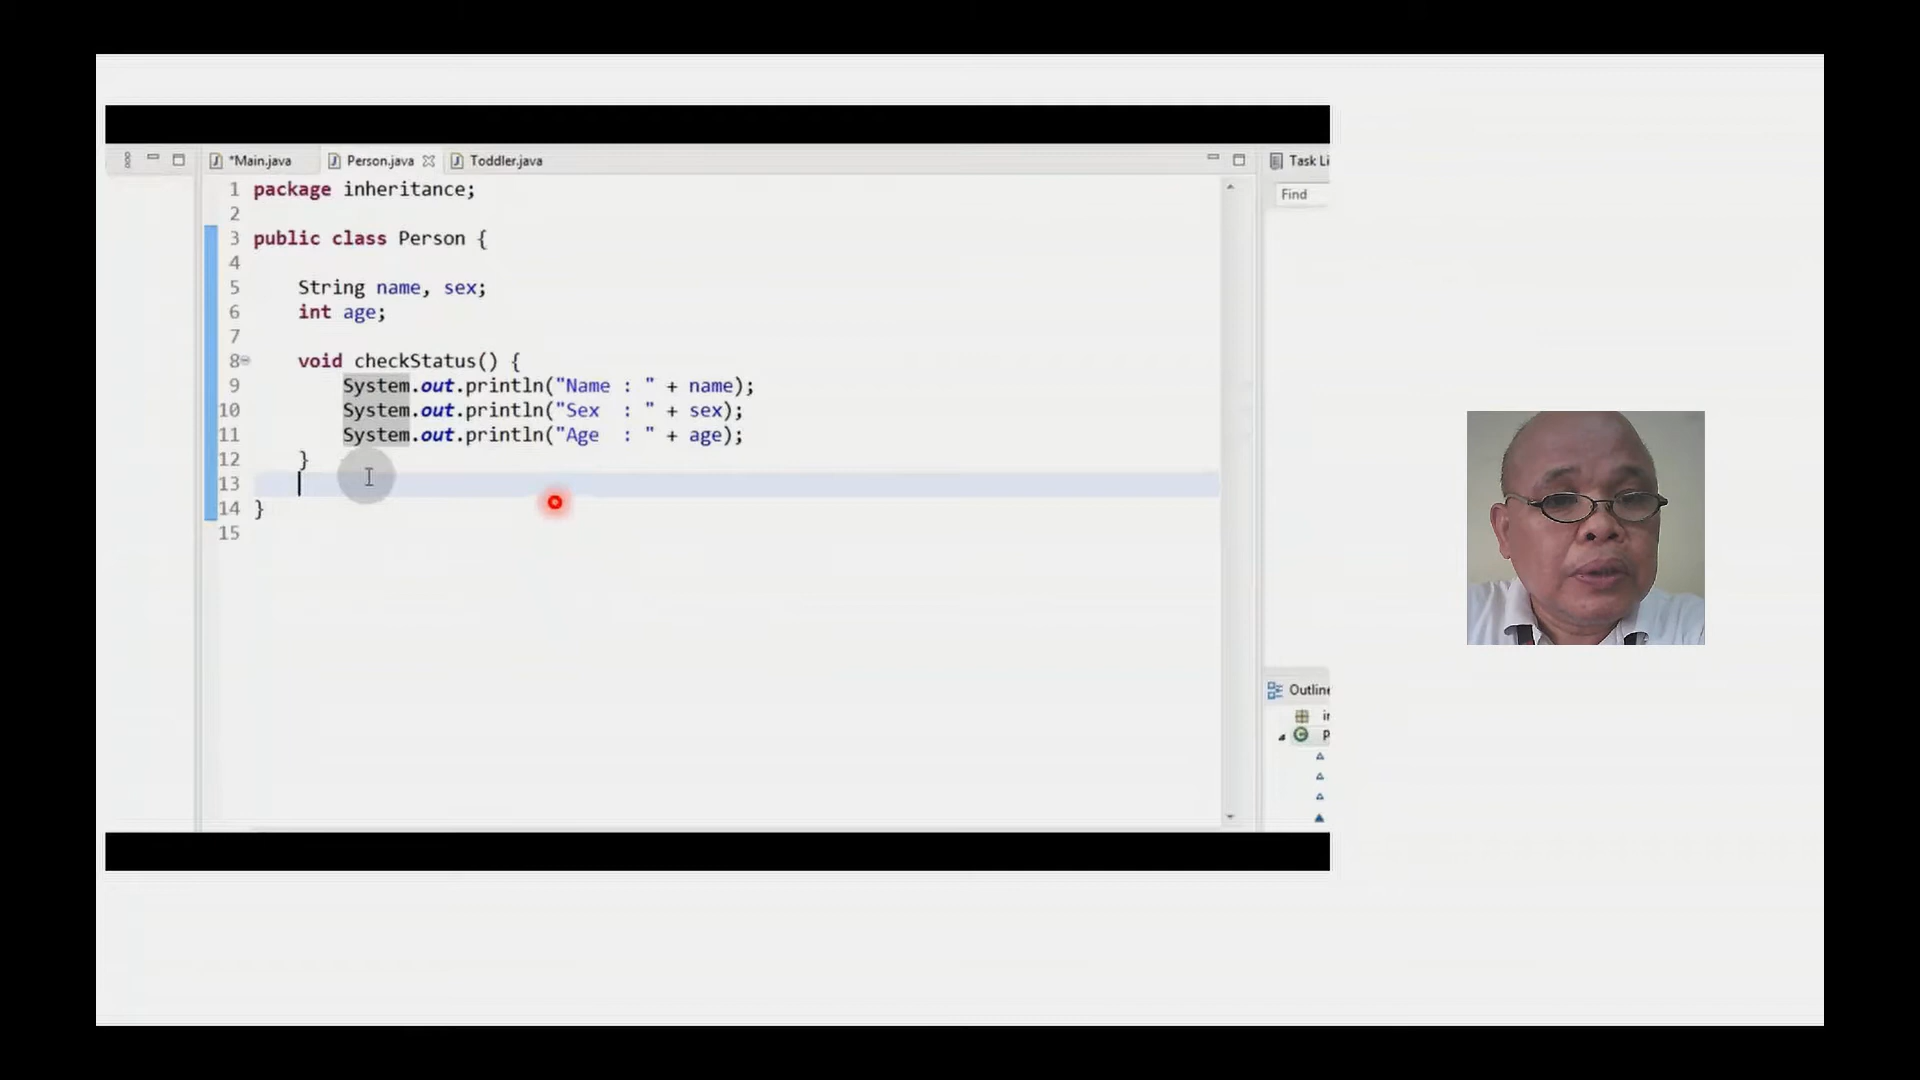 *Main.java Person.java Toddler.java Task Li
Find
1 package inheritance;
2
3 public class Person {
4
5 String name, sex;
6 int age;
7
8 void checkStatus() {
9 System.out.println("Name : " + name);
10 System.out.println("Sex  : " + sex);
11 System.out.println("Age  : " + age);
12 }
13
14 }
15
Outline